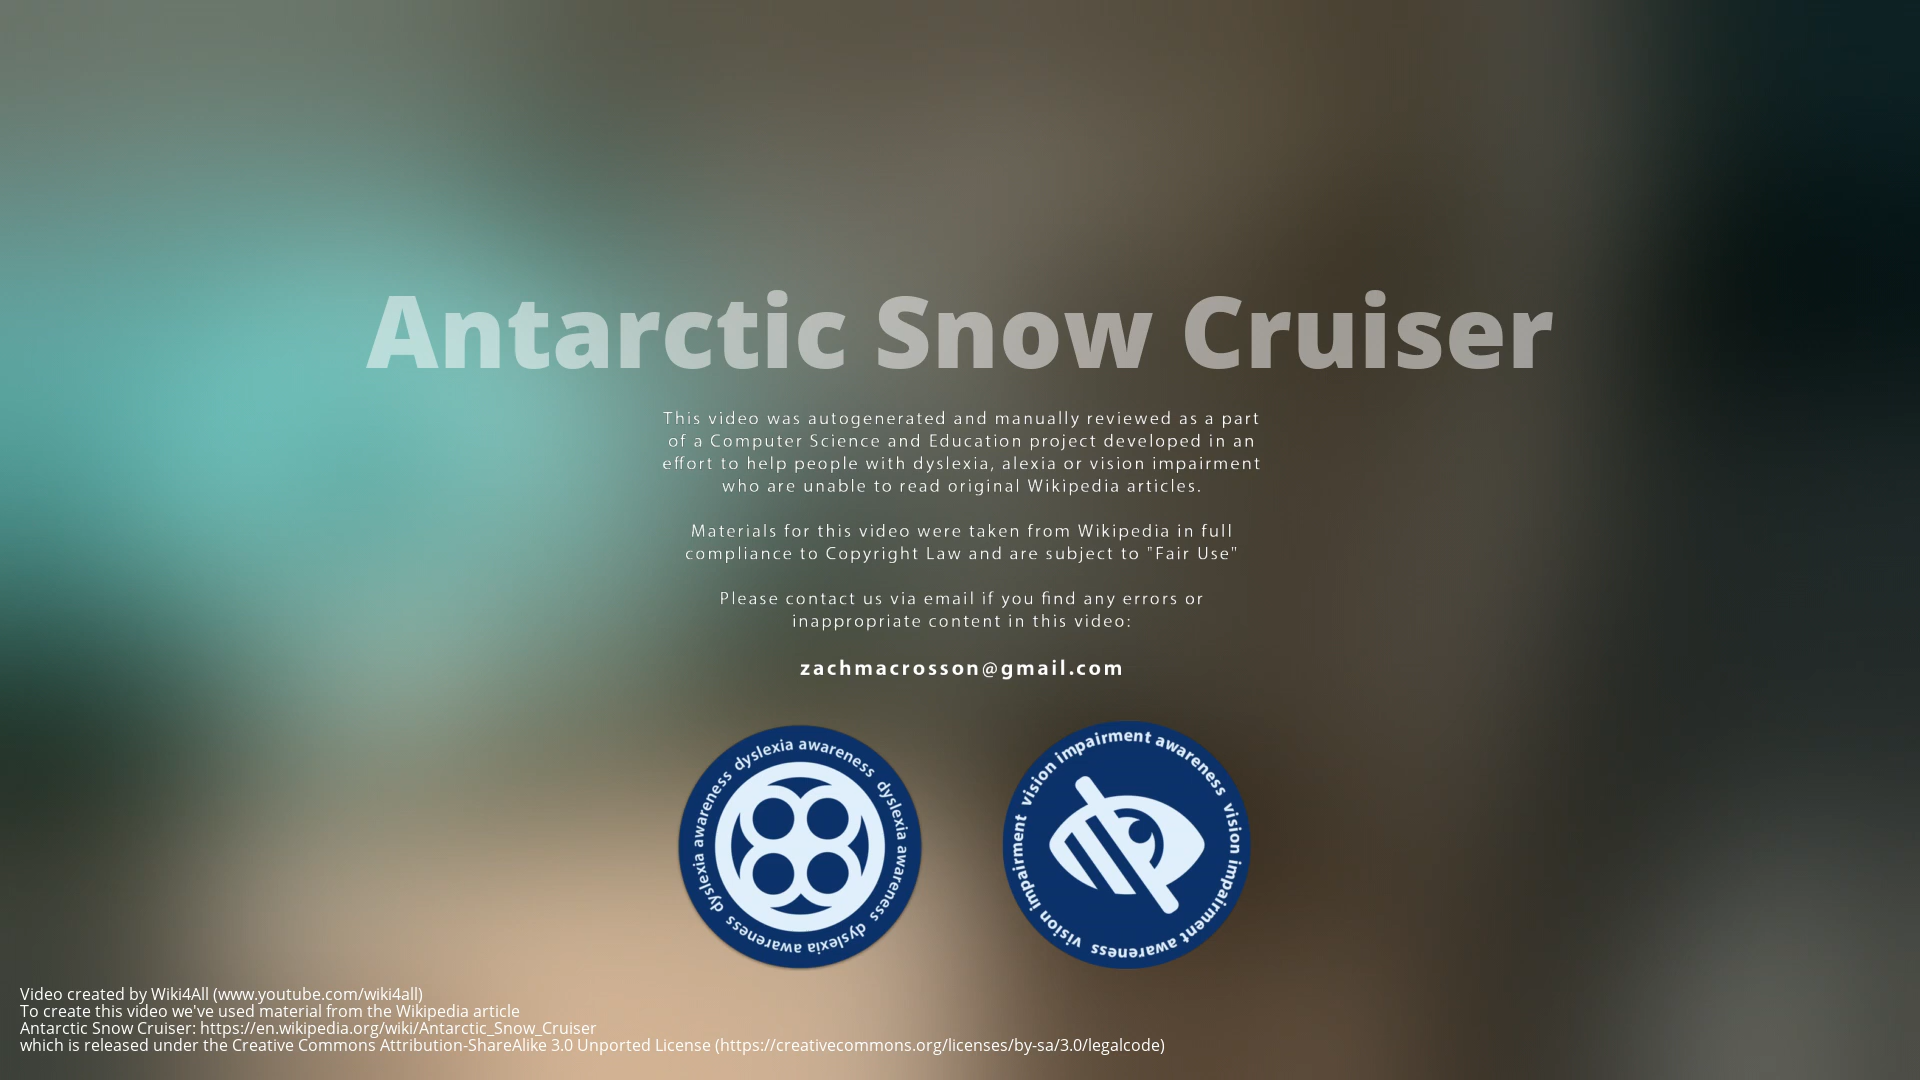 Antarctic Snow Cruiser
This video was autogenerated and manually reviewed as a part
of a Computer Science and Education project developed in an
effort to help people with dyslexia, alexia or vision impairment
who are unable to read original Wikipedia articles.
Materials for this video were taken from Wikipedia in full
compliance to Copyright Law and are subject to "Fair Use"
Please contact us via email if you find any errors or
inappropriate content in this video:
zachmacrosson@gmail.com
dyslexia awareness dyslexia awareness dyslexia awareness dyslexia awareness
vision impairment awareness vision impairment awareness vision impairment
Video created by Wiki4All (www.youtube.com/wiki4all)
To create this video we've used material from the Wikipedia article
Antarctic Snow Cruiser: https://en.wikipedia.org/wiki/Antarctic_Snow_Cruiser
which is released under the Creative Commons Attribution-ShareAlike 3.0 Unported License (https://creativecommons.org/licenses/by-sa/3.0/legalcode)